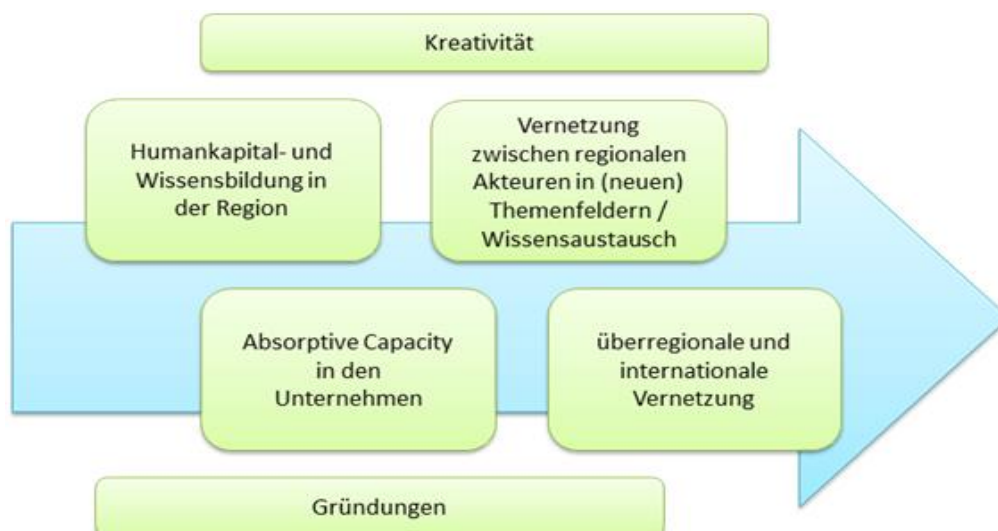 Kreativität
Humankapital- und
Wissensbildung in
der Region
Vernetzung
zwischen regionalen
Akteuren in (neuen)
Themenfeldern /
Wissensaustausch
Absorptive Capacity
in den
Unternehmen
überregionale und
internationale
Vernetzung
Gründungen